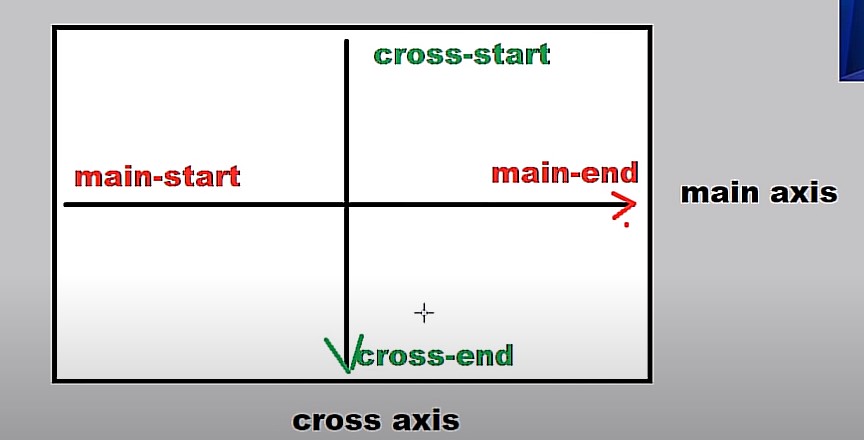 cross-start
main-start
main-end
main axis
cross-end
cross axis